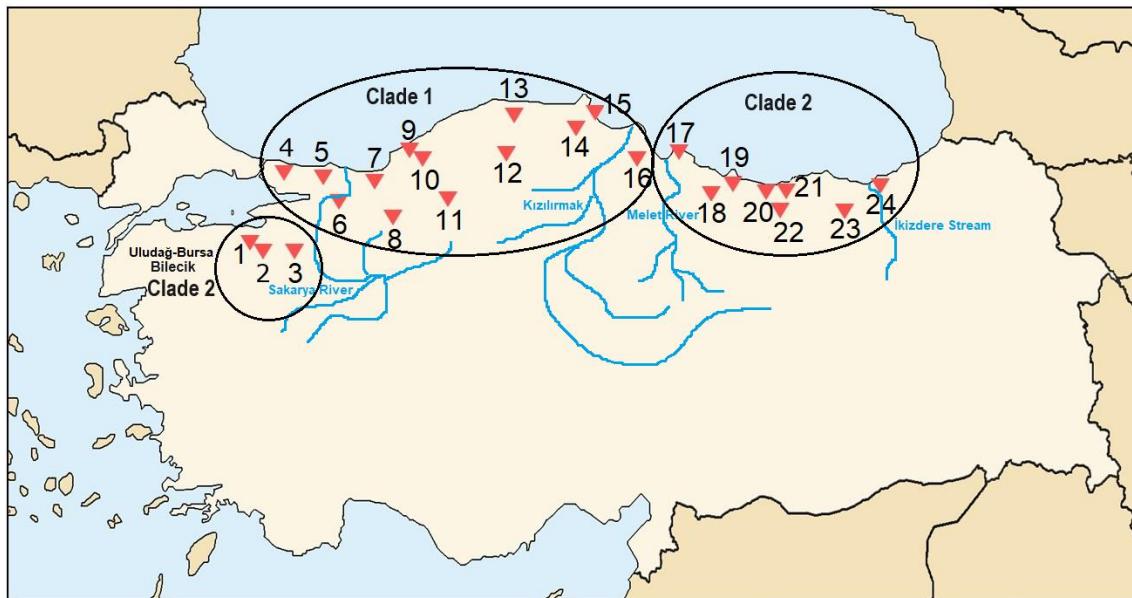 13
Clade 1
15
Clade 2
9
17
4
5
7
14
19
10
12
16
21
11
18
20
24
6
Kızılırmak
22
8
Melet River
23
İkizdere Stream
Uludağ-Bursa
1
Bilecik
2
3
Clade 2
Sakarya River